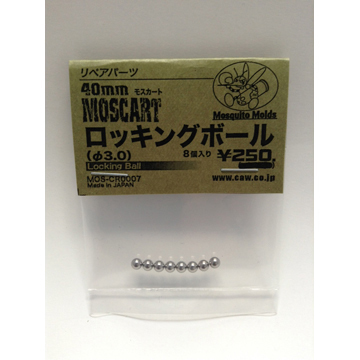 リペアパーツ
40mm モスカート
MOSCART
Mosquito Molds
ロッキングボール
(φ3.0) 8個入り ¥250
Locking Ball
MOS-CR0007
Made in JAPAN
www.caw.co.jp